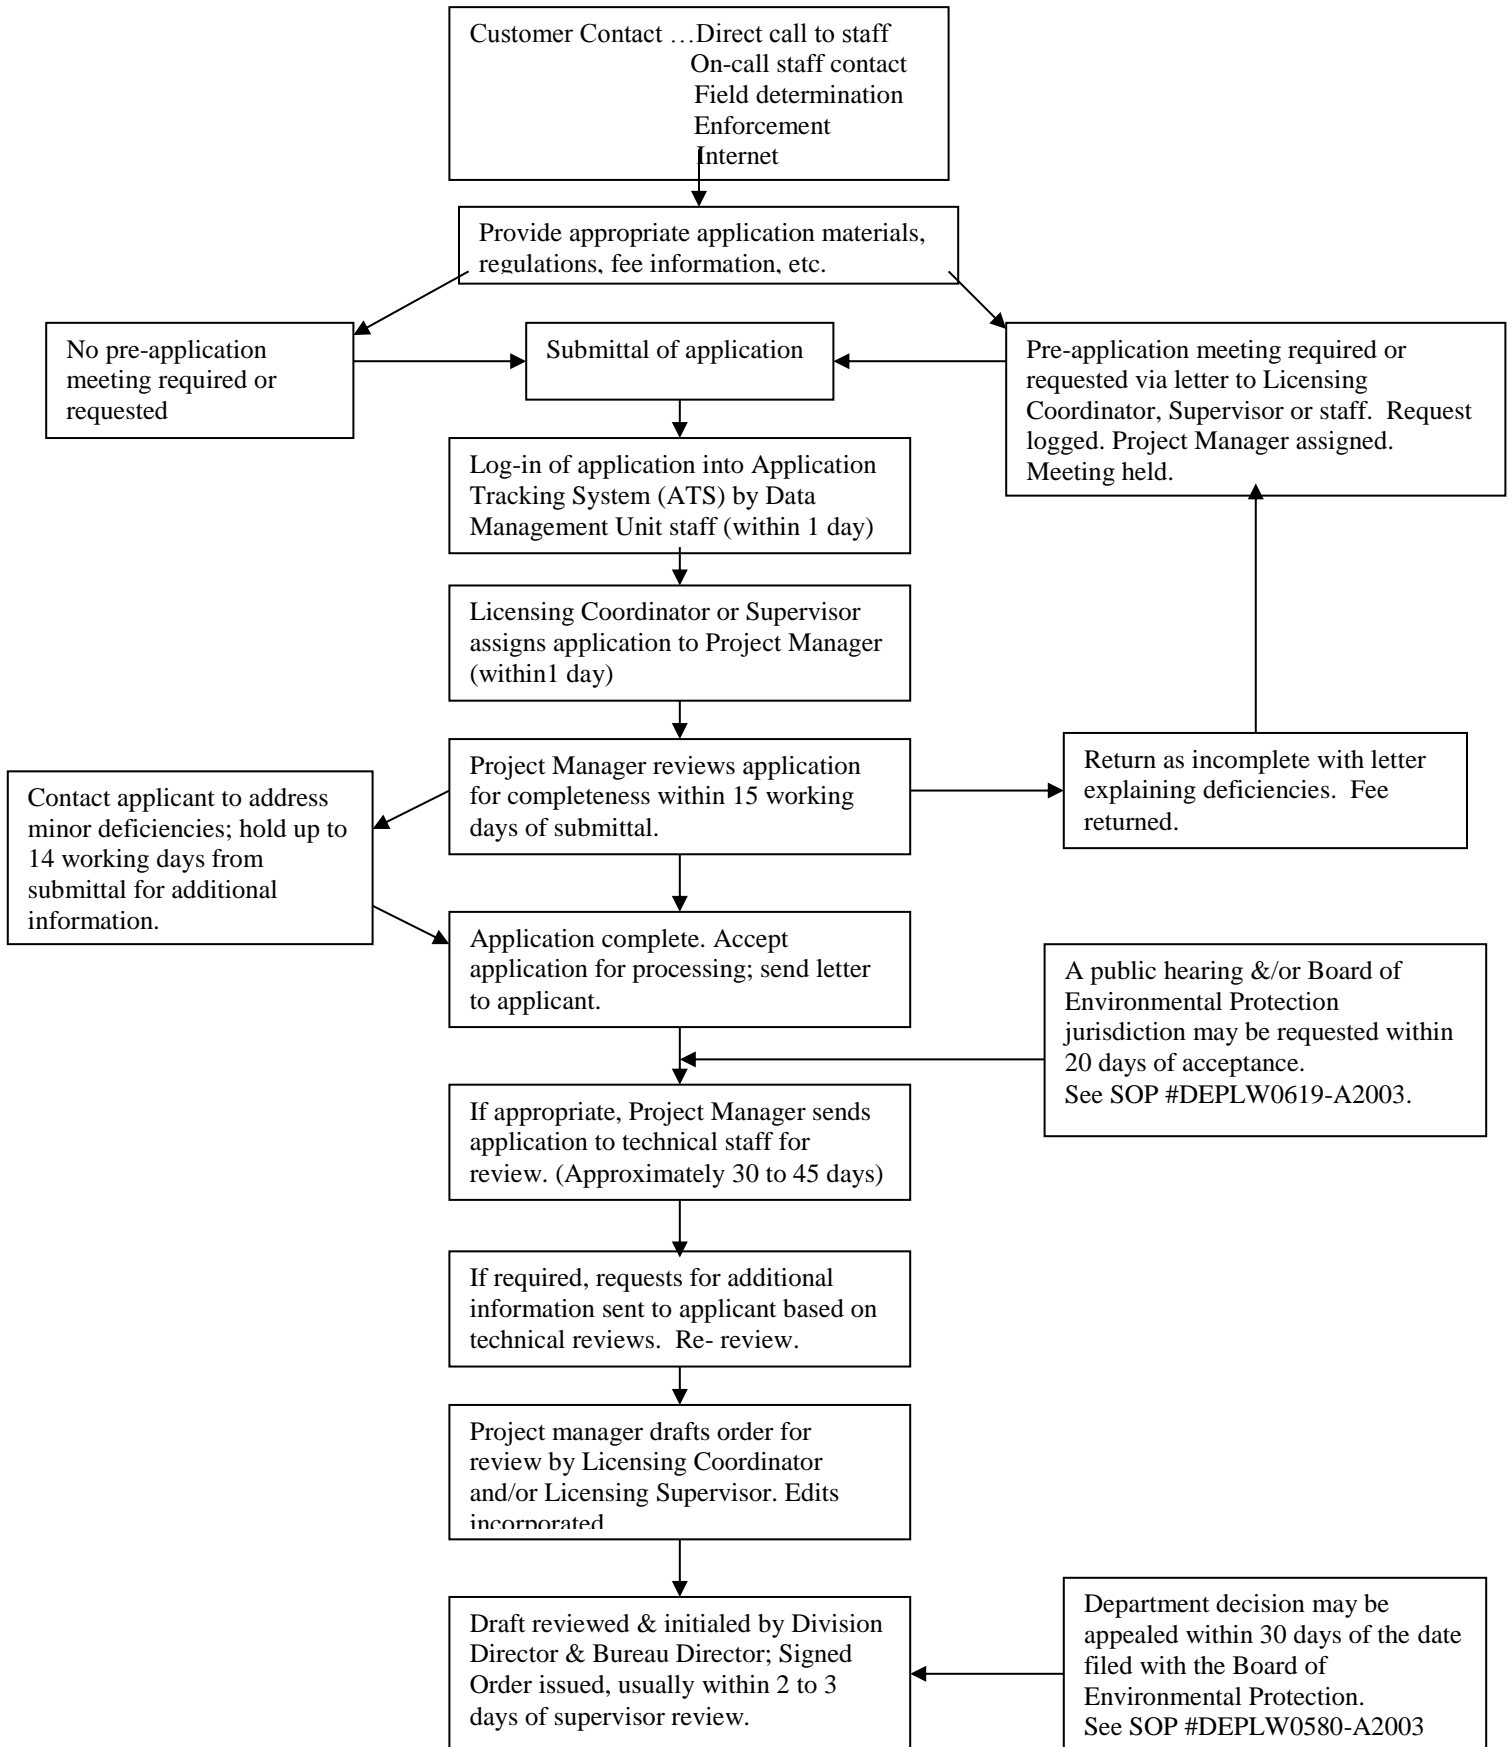 Customer Contact …Direct call to staff
On-call staff contact
Field determination
Enforcement
Internet
Provide appropriate application materials,
regulations, fee information, etc.
No pre-application
meeting required or
requested
Submittal of application
Pre-application meeting required or
requested via letter to Licensing
Coordinator, Supervisor or staff.  Request
logged. Project Manager assigned.
Meeting held.
Log-in of application into Application
Tracking System (ATS) by Data
Management Unit staff (within 1 day)
Licensing Coordinator or Supervisor
assigns application to Project Manager
(within1 day)
Project Manager reviews application
for completeness within 15 working
days of submittal.
Return as incomplete with letter
explaining deficiencies.  Fee
returned.
Contact applicant to address
minor deficiencies; hold up to
14 working days from
submittal for additional
information.
Application complete. Accept
application for processing; send letter
to applicant.
A public hearing &/or Board of
Environmental Protection
jurisdiction may be requested within
20 days of acceptance.
See SOP #DEPLW0619-A2003.
If appropriate, Project Manager sends
application to technical staff for
review. (Approximately 30 to 45 days)
If required, requests for additional
information sent to applicant based on
technical reviews.  Re- review.
Project manager drafts order for
review by Licensing Coordinator
and/or Licensing Supervisor. Edits
incorporated
Draft reviewed & initialed by Division
Director & Bureau Director; Signed
Order issued, usually within 2 to 3
days of supervisor review.
Department decision may be
appealed within 30 days of the date
filed with the Board of
Environmental Protection.
See SOP #DEPLW0580-A2003